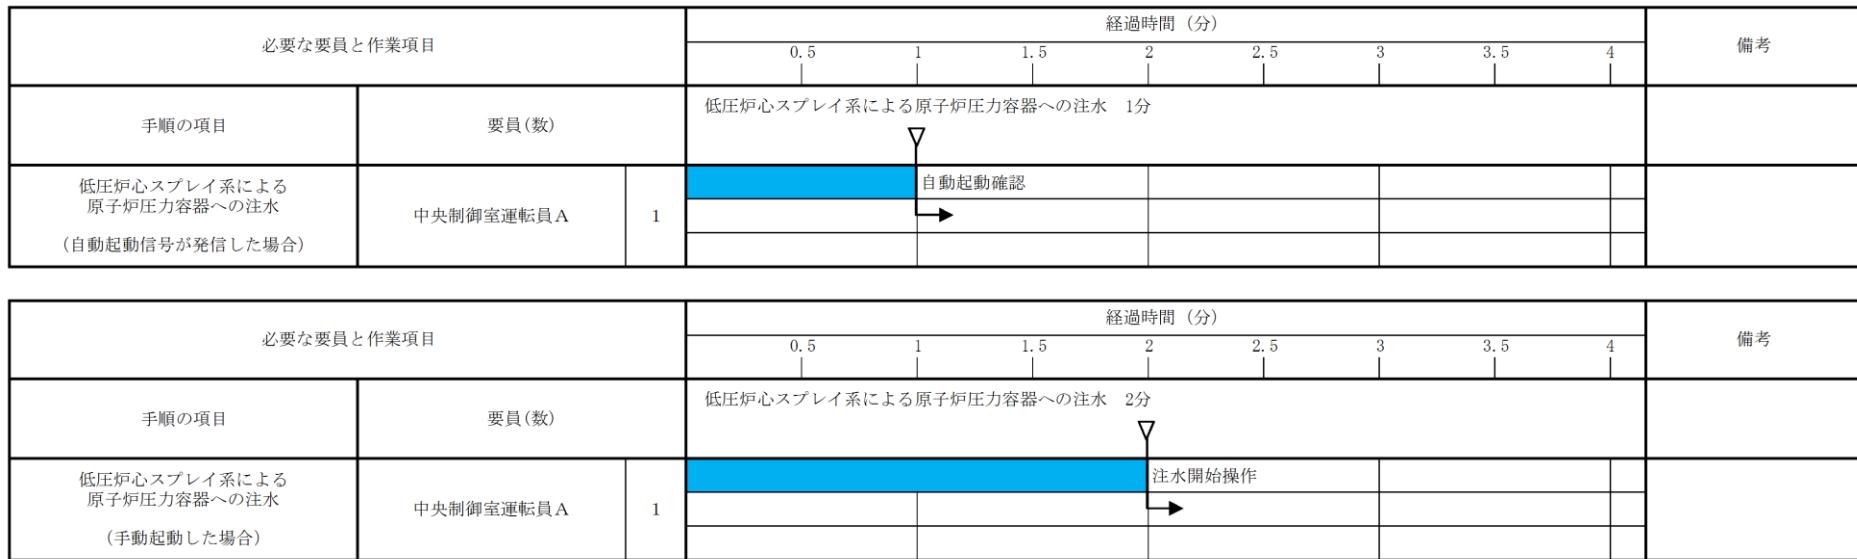 必要な要員と作業項目
経過時間（分）
備考
0.5 1 1.5 2 2.5 3 3.5 4
手順の項目
要員(数)
低圧炉心スプレイ系による原子炉圧力容器への注水　1分
低圧炉心スプレイ系による
原子炉圧力容器への注水
（自動起動信号が発信した場合）
中央制御室運転員A
1
自動起動確認
必要な要員と作業項目
経過時間（分）
備考
0.5 1 1.5 2 2.5 3 3.5 4
手順の項目
要員(数)
低圧炉心スプレイ系による原子炉圧力容器への注水　2分
低圧炉心スプレイ系による
原子炉圧力容器への注水
（手動起動した場合）
中央制御室運転員A
1
注水開始操作